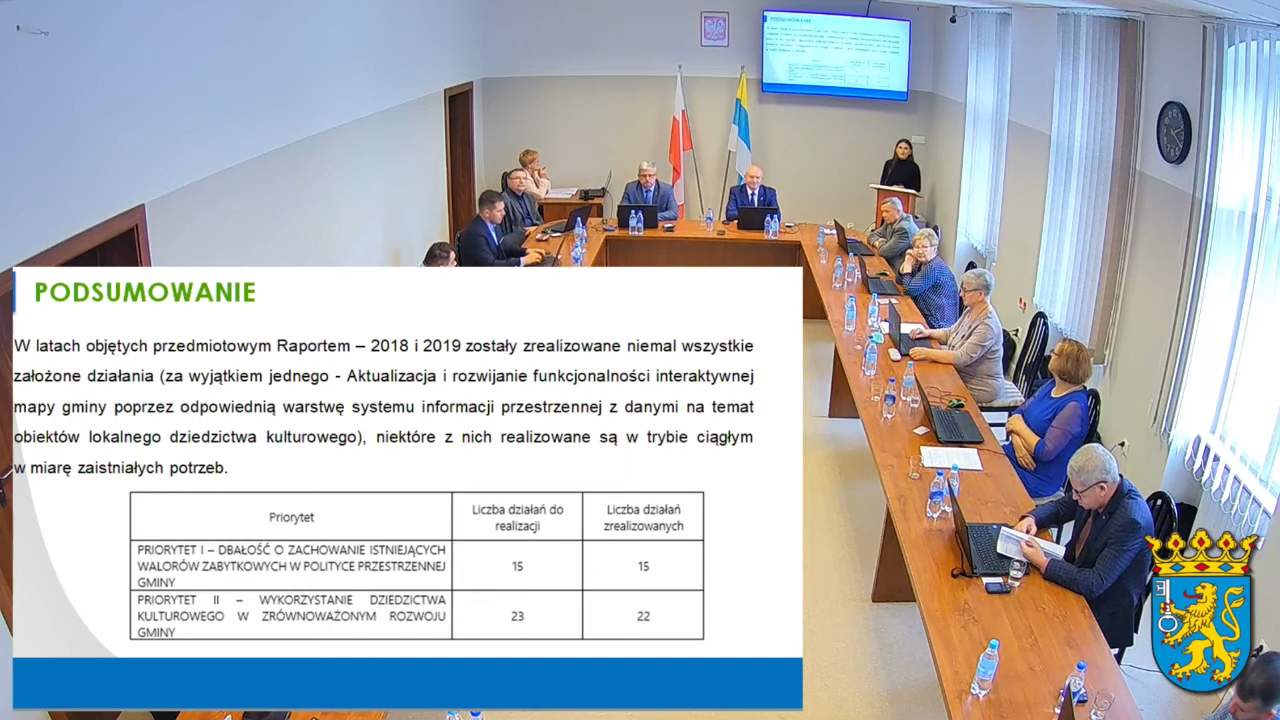 PODSUMOWANIE
PODSUMOWANIE
W latach objętych przedmiotowym Raportem – 2018 i 2019 zostały zrealizowane niemal wszystkie
założone działania (za wyjątkiem jednego - Aktualizacja i rozwijanie funkcjonalności interaktywnej
mapy gminy poprzez odpowiednią warstwę systemu informacji przestrzennej z danymi na temat
obiektów lokalnego dziedzictwa kulturowego), niektóre z nich realizowane są w trybie ciągłym
w miarę zaistniałych potrzeb.
Priorytet
Liczba działań do
realizacji
Liczba działań
zrealizowanych
PRIORYTET I – DBAŁOŚĆ O ZACHOWANIE ISTNIEJĄCYCH
WALORÓW ZABYTKOWYCH W POLITYCE PRZESTRZENNEJ
GMINY
15
15
PRIORYTET II – WYKORZYSTANIE DZIEDZICTWA
KULTUROWEGO W ZRÓWNOWAŻONYM ROZWOJU
GMINY
23
22